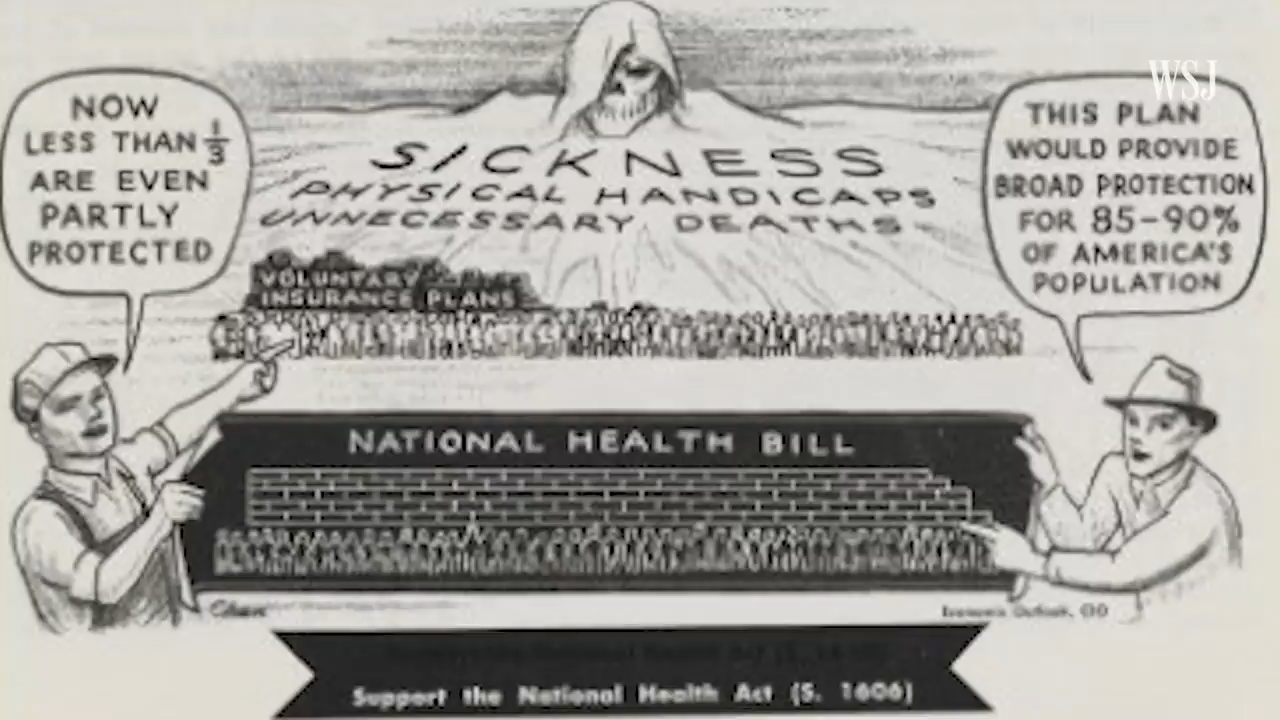 WSJ
NOW
LESS THAN 1/3
ARE EVEN
PARTLY
PROTECTED
THIS PLAN
WOULD PROVIDE
BROAD PROTECTION
FOR 85-90%
OF AMERICA'S
POPULATION
SICKNESS
PHYSICAL HANDICAPS
UNNECESSARY DEATHS
VOLUNTARY
INSURANCE PLANS
NATIONAL HEALTH BILL
Economic Outlook, CIO
Support the National Health Act (S. 1606)